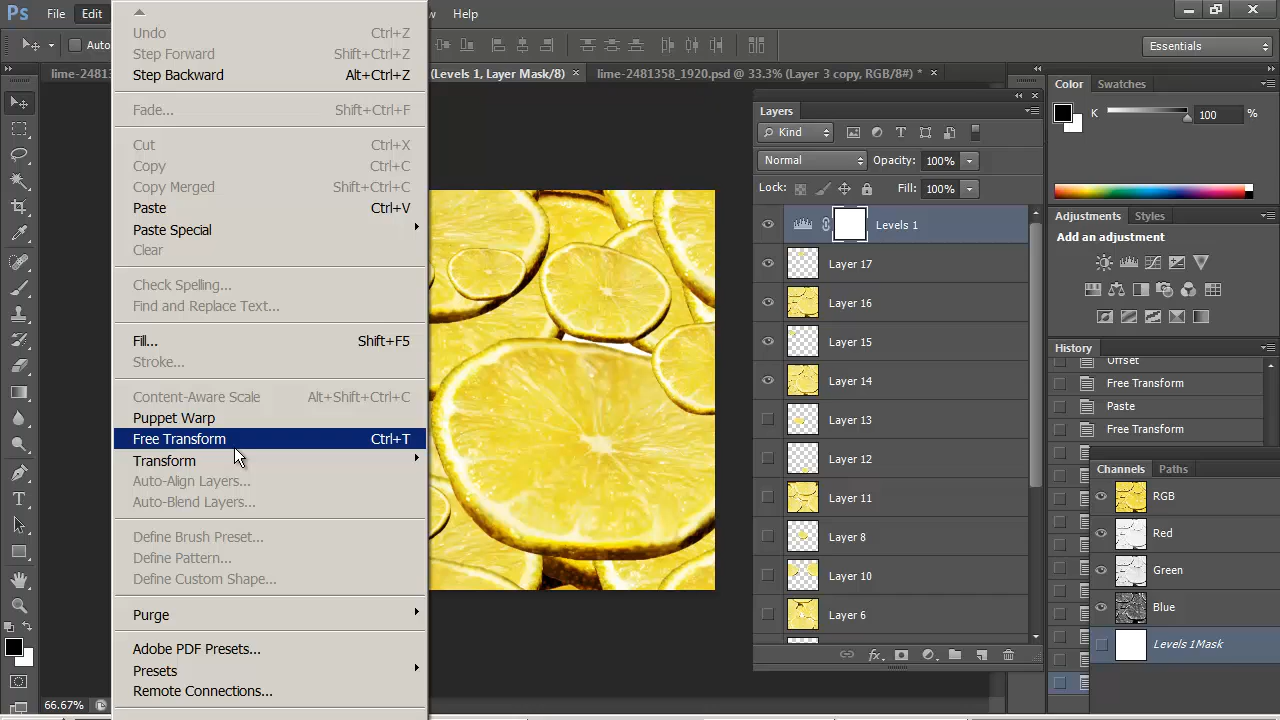 Ps File Edit w Help
Auto
Essentials
lime-2481 (Levels 1, Layer Mask/8) × lime-2481358_1920.psd @ 33.3% (Layer 3 copy, RGB/8#) * ×
Undo Ctrl+Z
Step Forward Shift+Ctrl+Z
Step Backward Alt+Ctrl+Z
Fade... Shift+Ctrl+F
Cut Ctrl+X
Copy Ctrl+C
Copy Merged Shift+Ctrl+C
Paste Ctrl+V
Paste Special
Clear
Check Spelling...
Find and Replace Text...
Fill... Shift+F5
Stroke...
Content-Aware Scale Alt+Shift+Ctrl+C
Puppet Warp
Free Transform Ctrl+T
Transform
Auto-Align Layers...
Auto-Blend Layers...
Define Brush Preset...
Define Pattern...
Define Custom Shape...
Purge
Adobe PDF Presets...
Presets
Remote Connections...
66.67%
Layers
Kind
Normal Opacity: 100%
Lock: Fill: 100%
Levels 1
Layer 17
Layer 16
Layer 15
Layer 14
Layer 13
Layer 12
Layer 11
Layer 8
Layer 10
Layer 6
fx
Color Swatches
K 100 %
Adjustments Styles
Add an adjustment
History
Offset
Free Transform
Paste
Free Transform
Channels Paths
RGB
Red
Green
Blue
Levels 1Mask